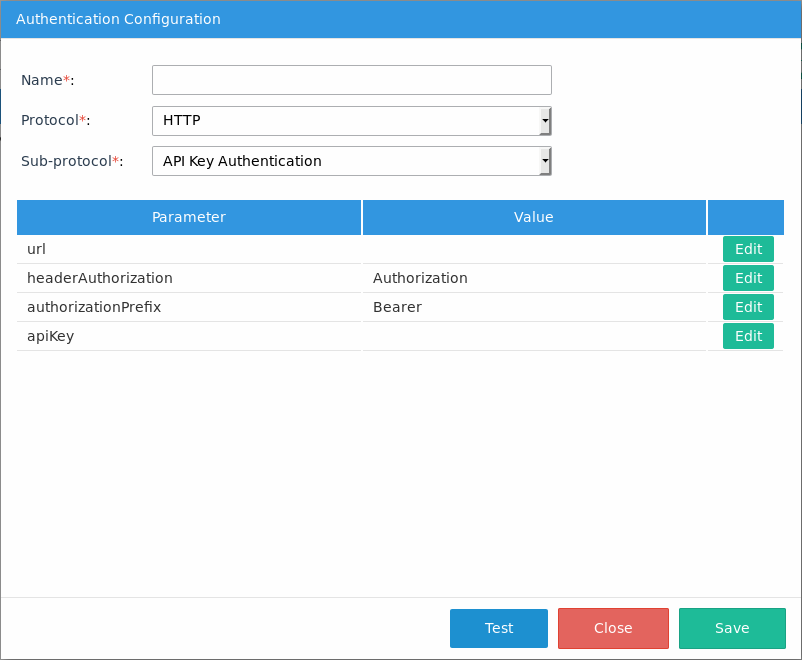 Authentication Configuration
Name*:
Protocol*: HTTP
Sub-protocol*: API Key Authentication
Parameter Value
url Edit
headerAuthorization Authorization Edit
authorizationPrefix Bearer Edit
apiKey Edit
Test Close Save